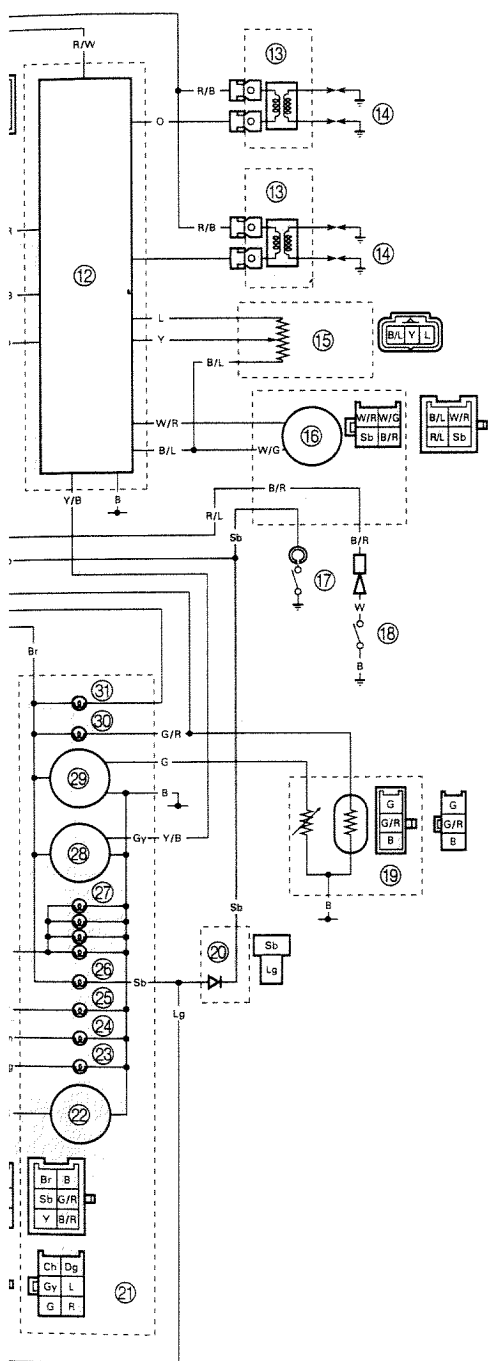 R/W
13
R/B
O
14
13
R/B
14
12
L
Y
B/L
15
B/L Y L
W/R
B/L
W/G
16
W/R W/G
Sb B/R
B/L W/R
R/L Sb
Y/B
B
B/R
R/L
Sb
B/R
17
W
18
B
Br
31
30
G/R
G
29
B
28
Gy
Y/B
G
G/R
B
G
G/R
B
19
B
27
Sb
20
Sb
Lg
26
Sb
25
Lg
24
23
22
Br B
Sb G/R
Y B/R
Ch Dg
Gy L
G R
21